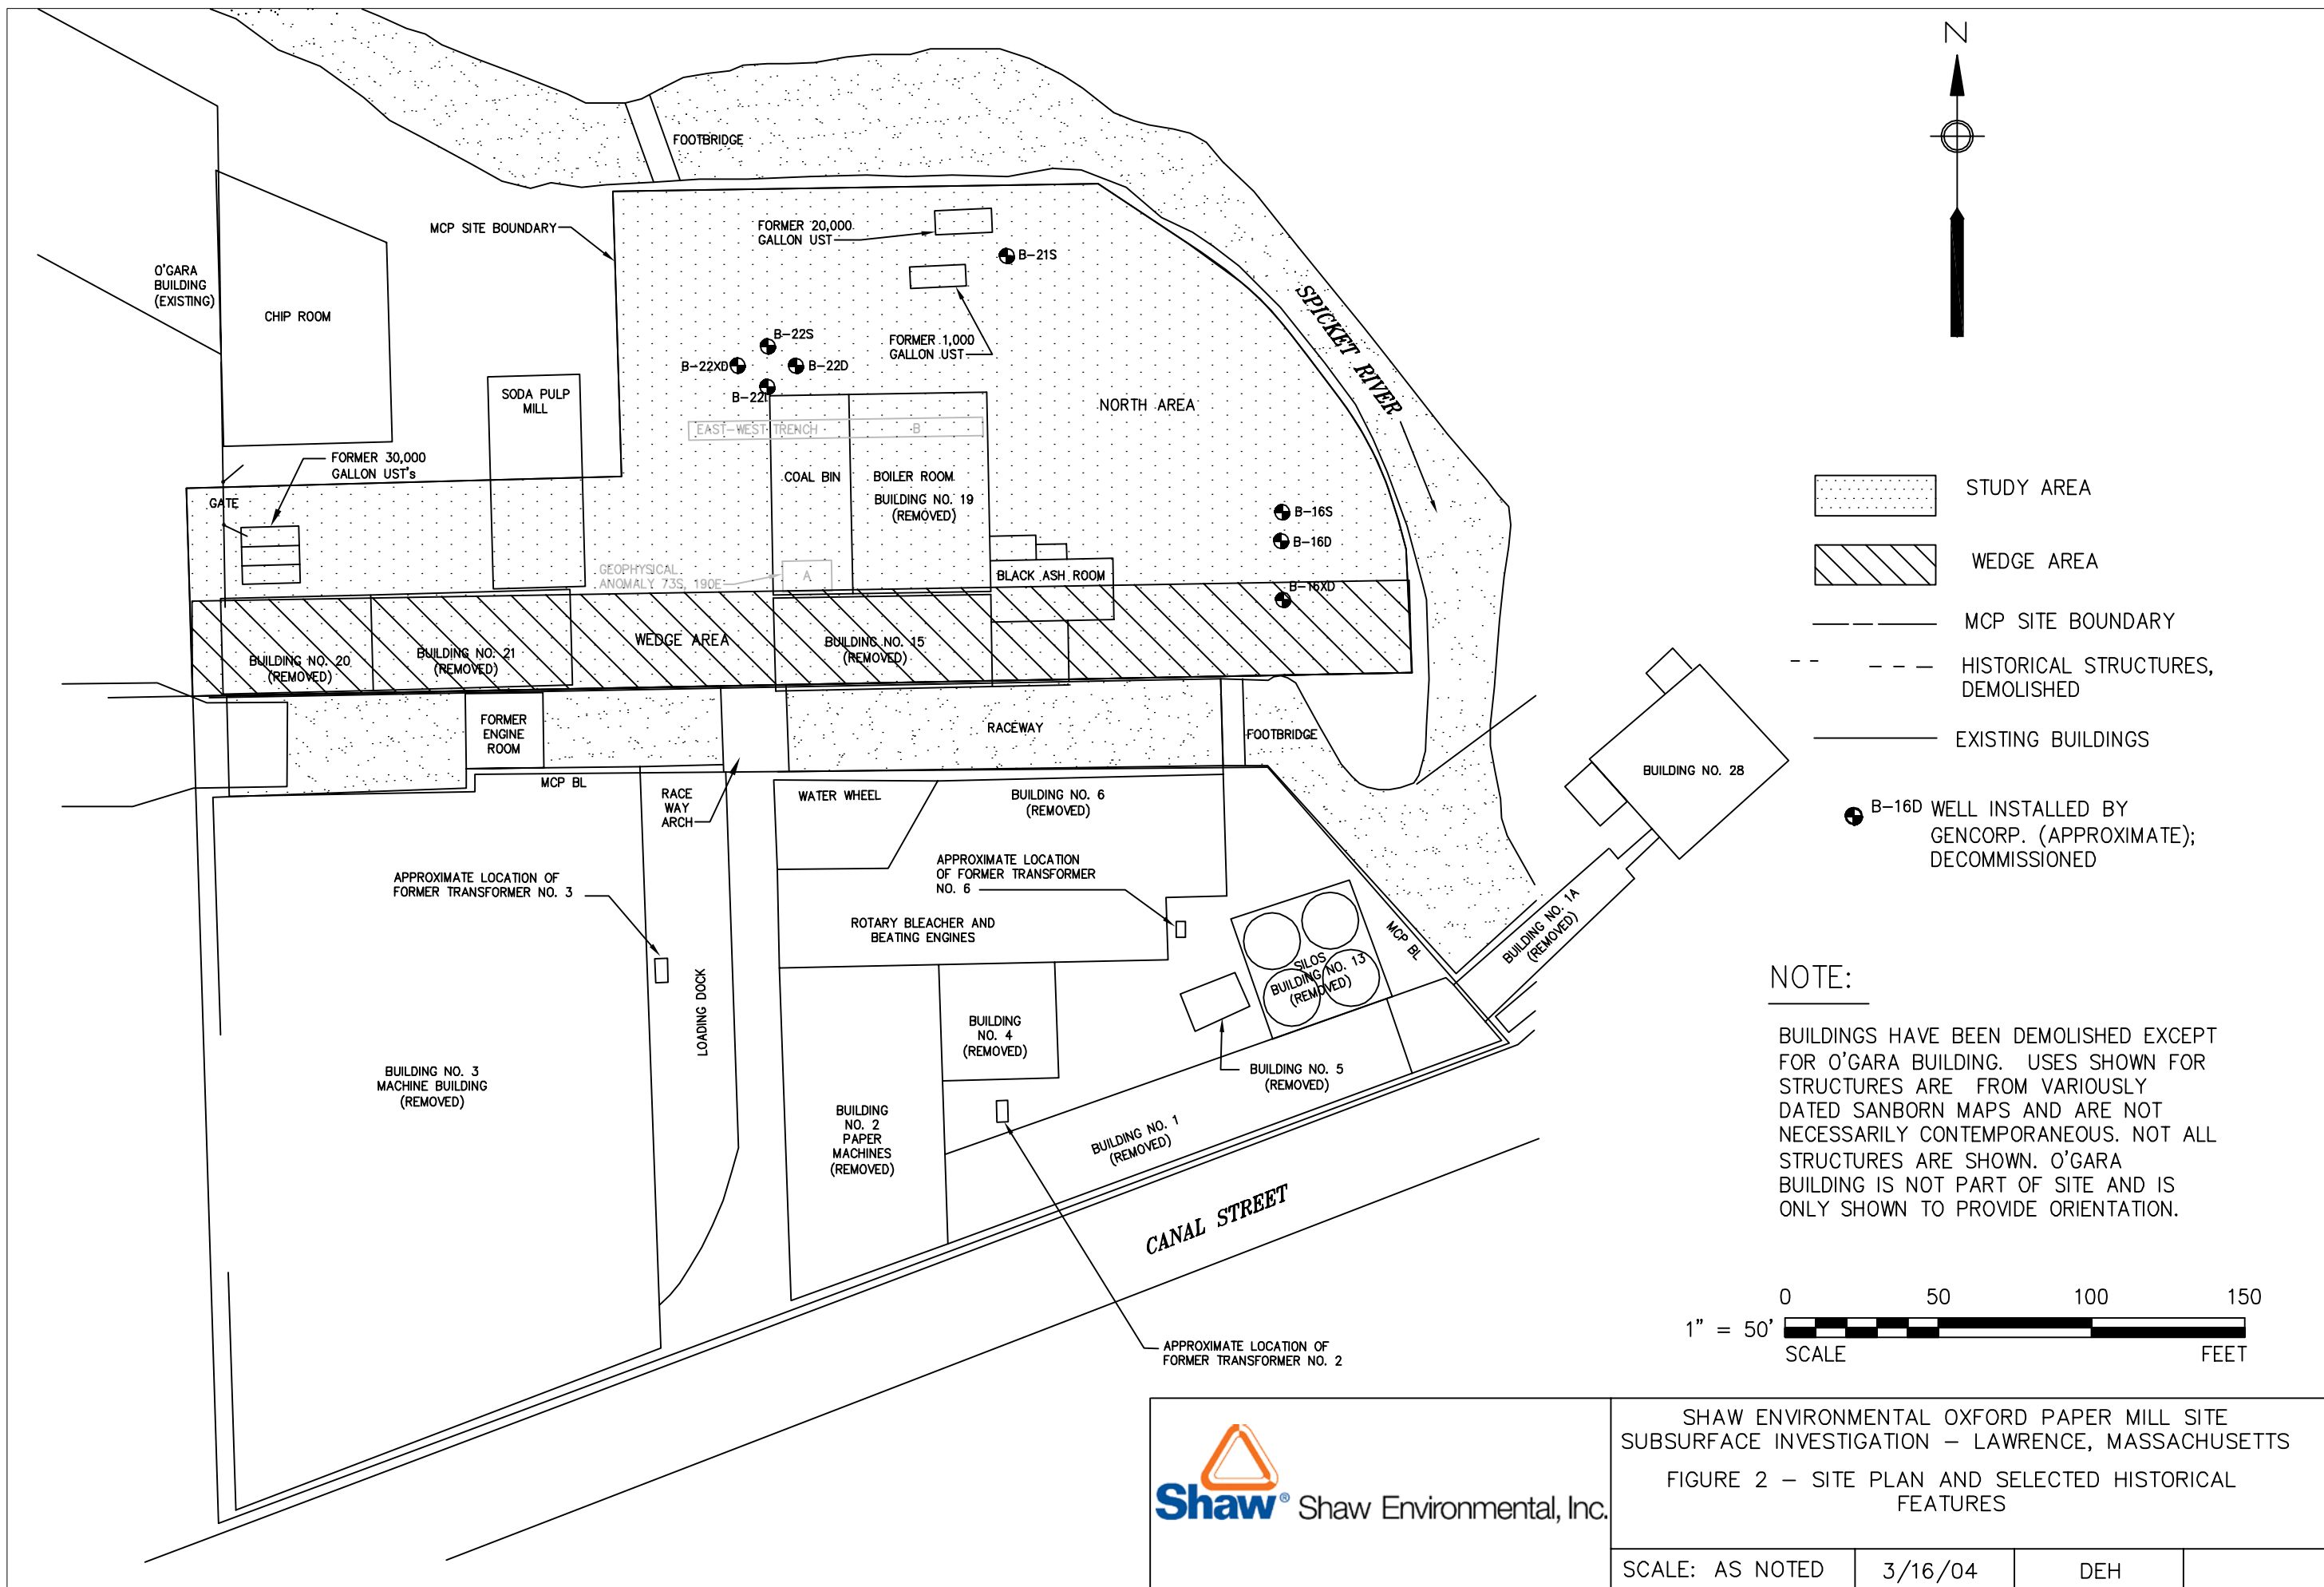 N
FOOTBRIDGE
MCP SITE BOUNDARY
FORMER 20,000
GALLON UST
B-21S
O'GARA
BUILDING
(EXISTING)
CHIP ROOM
SPICKET RIVER
B-22S
FORMER 1,000
GALLON UST
B-22XD
B-22D
B-22I
SODA PULP
MILL
NORTH AREA
EAST-WEST TRENCH
B
FORMER 30,000
GALLON UST's
COAL BIN
BOILER ROOM
BUILDING NO. 19
(REMOVED)
GATE
B-16S
B-16D
GEOPHYSICAL
ANOMALY 73S, 190E
A
BLACK ASH ROOM
B-16XD
WEDGE AREA
BUILDING NO. 15
(REMOVED)
BUILDING NO. 21
(REMOVED)
BUILDING NO. 20
(REMOVED)
FORMER
ENGINE
ROOM
RACEWAY
FOOTBRIDGE
MCP BL
RACE
WAY
ARCH
WATER WHEEL
BUILDING NO. 6
(REMOVED)
BUILDING NO. 28
APPROXIMATE LOCATION OF
FORMER TRANSFORMER NO. 3
APPROXIMATE LOCATION
OF FORMER TRANSFORMER
NO. 6
ROTARY BLEACHER AND
BEATING ENGINES
MCP BL
BUILDING NO. 1A
(REMOVED)
SILOS
BUILDING NO. 13
(REMOVED)
LOADING DOCK
BUILDING
NO. 4
(REMOVED)
BUILDING NO. 5
(REMOVED)
BUILDING NO. 3
MACHINE BUILDING
(REMOVED)
BUILDING
NO. 2
PAPER
MACHINES
(REMOVED)
BUILDING NO. 1
(REMOVED)
CANAL STREET
APPROXIMATE LOCATION OF
FORMER TRANSFORMER NO. 2
STUDY AREA
WEDGE AREA
MCP SITE BOUNDARY
HISTORICAL STRUCTURES,
DEMOLISHED
EXISTING BUILDINGS
B-16D WELL INSTALLED BY
GENCORP. (APPROXIMATE);
DECOMMISSIONED
NOTE:
BUILDINGS HAVE BEEN DEMOLISHED EXCEPT
FOR O'GARA BUILDING. USES SHOWN FOR
STRUCTURES ARE FROM VARIOUSLY
DATED SANBORN MAPS AND ARE NOT
NECESSARILY CONTEMPORANEOUS. NOT ALL
STRUCTURES ARE SHOWN. O'GARA
BUILDING IS NOT PART OF SITE AND IS
ONLY SHOWN TO PROVIDE ORIENTATION.
0 50 100 150
1" = 50'
SCALE FEET
Shaw® Shaw Environmental, Inc.
SHAW ENVIRONMENTAL OXFORD PAPER MILL SITE
SUBSURFACE INVESTIGATION – LAWRENCE, MASSACHUSETTS
FIGURE 2 – SITE PLAN AND SELECTED HISTORICAL
FEATURES
SCALE: AS NOTED 3/16/04 DEH